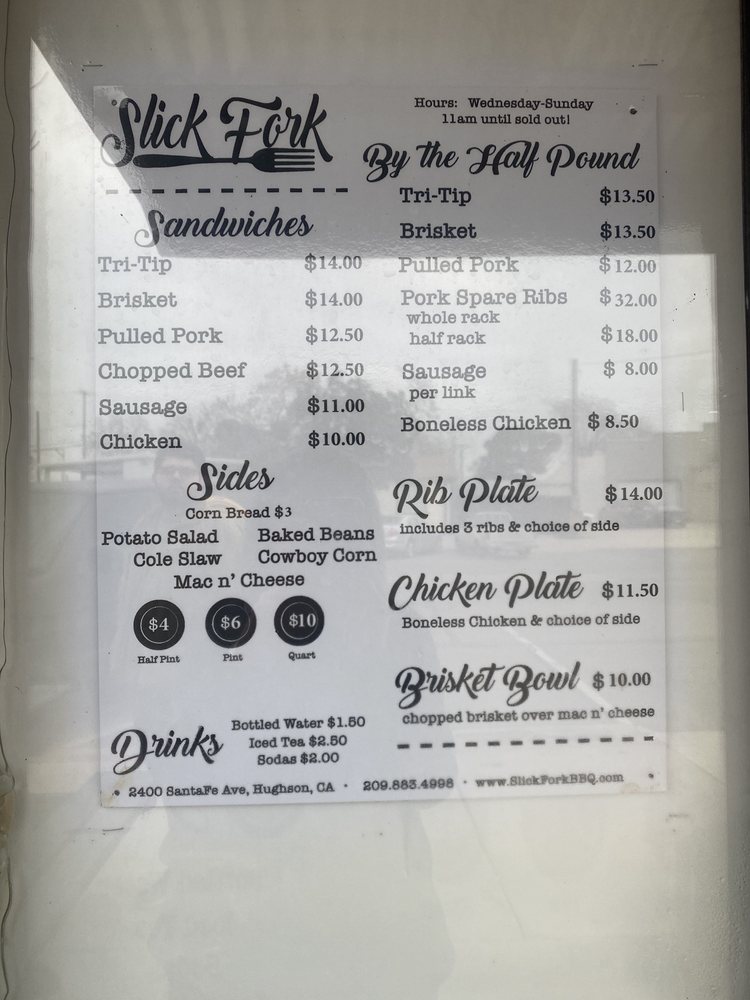 Slick Fork
Hours: Wednesday-Sunday
11am until sold out!
Sandwiches
Tri-Tip $14.00
Brisket $14.00
Pulled Pork $12.50
Chopped Beef $12.50
Sausage $11.00
Chicken $10.00
Sides
Corn Bread $3
Potato Salad Baked Beans
Cole Slaw Cowboy Corn
Mac n' Cheese
$4 $6 $10
Half Pint Pint Quart
Drinks
Bottled Water $1.50
Iced Tea $2.50
Sodas $2.00
By the Half Pound
Tri-Tip $13.50
Brisket $13.50
Pulled Pork $12.00
Pork Spare Ribs $32.00
whole rack
half rack $18.00
Sausage $ 8.00
per link
Boneless Chicken $ 8.50
Rib Plate $14.00
includes 3 ribs & choice of side
Chicken Plate $11.50
Boneless Chicken & choice of side
Brisket Bowl $ 10.00
chopped brisket over mac n' cheese
• 2400 SantaFe Ave, Hughson, CA • 209.883.4998 • www.SlickForkBBQ.com •